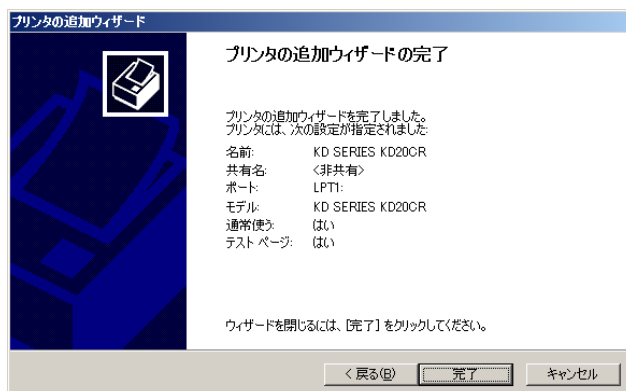 プリンタの追加ウィザード
プリンタの追加ウィザードの完了
プリンタの追加ウィザードを完了しました。
プリンタには、次の設定が指定されました:
名前: KD SERIES KD20CR
共有名: <非共有>
ポート: LPT1:
モデル: KD SERIES KD20CR
通常使う: はい
テスト ページ: はい
ウィザードを閉じるには、[完了] をクリックしてください。
< 戻る(B) 完了 キャンセル